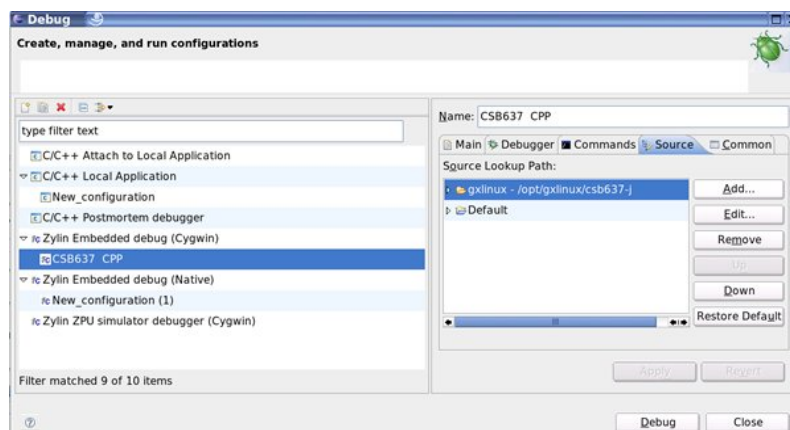 Debug
Create, manage, and run configurations
type filter text
C/C++ Attach to Local Application
C/C++ Local Application
New_configuration
C/C++ Postmortem debugger
Zylin Embedded debug (Cygwin)
CSB637 CPP
Zylin Embedded debug (Native)
New_configuration (1)
Zylin ZPU simulator debugger (Cygwin)
Filter matched 9 of 10 items
Name: CSB637 CPP
Main Debugger Commands Source Common
Source Lookup Path:
gxlinux - /opt/gxlinux/csb637-j
Default
Add...
Edit...
Remove
Up
Down
Restore Default
Apply Revert
Debug Close